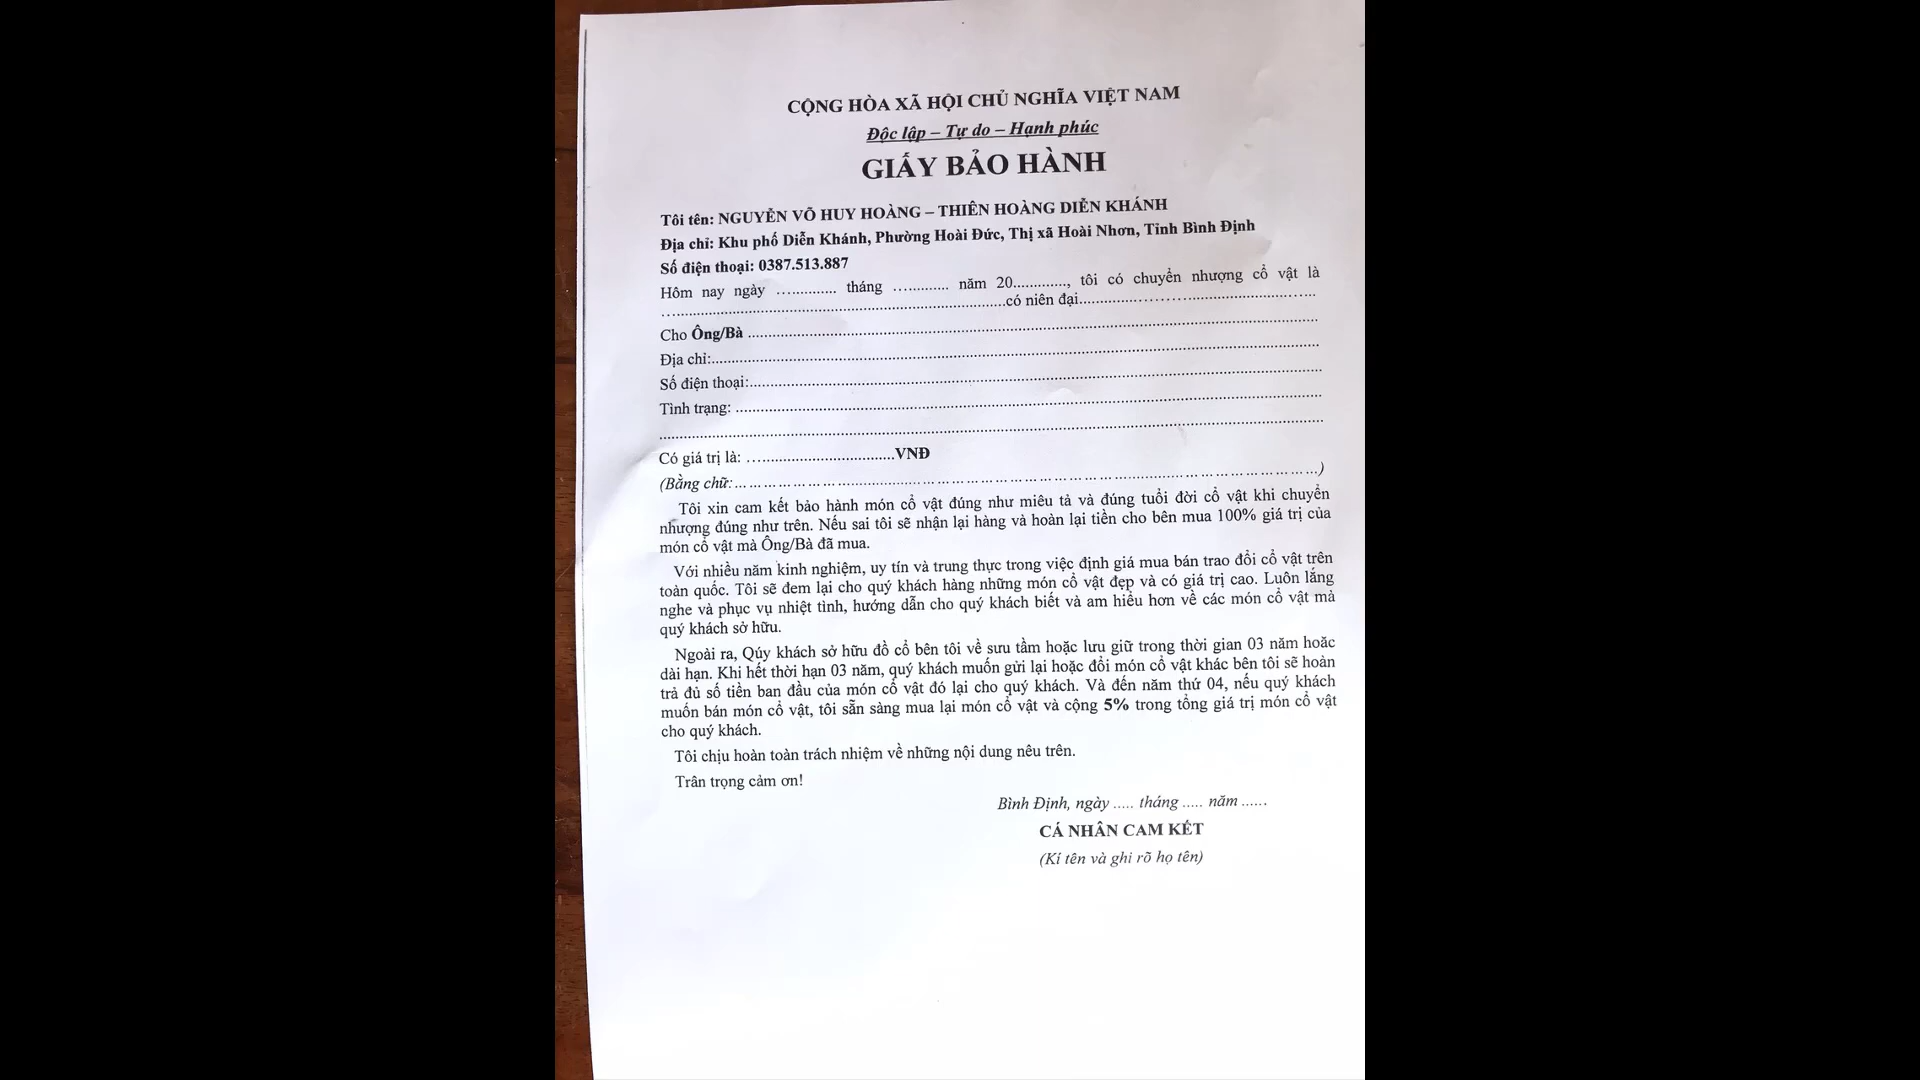 CỘNG HÒA XÃ HỘI CHỦ NGHĨA VIỆT NAM
Độc lập – Tự do – Hạnh phúc
GIẤY BẢO HÀNH
Tôi tên: NGUYỄN VÕ HUY HOÀNG – THIÊN HOÀNG DIỄN KHÁNH
Địa chỉ: Khu phố Diễn Khánh, Phường Hoài Đức, Thị xã Hoài Nhơn, Tỉnh Bình Định
Số điện thoại: 0387.513.887
Hôm nay ngày .............. tháng .............. năm 20............., tôi có chuyển nhượng cổ vật là
....................................................................................có niên đại............................................................
Cho Ông/Bà ....................................................................................................
Địa chỉ:....................................................................................................
Số điện thoại:....................................................................................................
Tình trạng: ....................................................................................................
....................................................................................................
Có giá trị là: .....................................VNĐ
(Bằng chữ:....................................................................................................)
Tôi xin cam kết bảo hành món cổ vật đúng như miêu tả và đúng tuổi đời cổ vật khi chuyển
nhượng đúng như trên. Nếu sai tôi sẽ nhận lại hàng và hoàn lại tiền cho bên mua 100% giá trị của
món cổ vật mà Ông/Bà đã mua.
Với nhiều năm kinh nghiệm, uy tín và trung thực trong việc định giá mua bán trao đổi cổ vật trên
toàn quốc. Tôi sẽ đem lại cho quý khách hàng những món cổ vật đẹp và có giá trị cao. Luôn lắng
nghe và phục vụ nhiệt tình, hướng dẫn cho quý khách biết và am hiểu hơn về các món cổ vật mà
quý khách sở hữu.
Ngoài ra, Qúy khách sở hữu đồ cổ bên tôi về sưu tầm hoặc lưu giữ trong thời gian 03 năm hoăc
dài hạn. Khi hết thời hạn 03 năm, quý khách muốn gửi lại hoặc đổi món cổ vật khác bên tôi sẽ hoàn
trả đủ số tiền ban đầu của món cổ vật đó lại cho quý khách. Và đến năm thứ 04, nếu quý khách
muốn bán món cổ vật, tôi sẵn sàng mua lại món cổ vật và cộng 5% trong tổng giá trị món cổ vật
cho quý khách.
Tôi chịu hoàn toàn trách nhiệm về những nội dung nêu trên.
Trân trọng cảm ơn!
Bình Định, ngày ..... tháng ..... năm ......
CÁ NHÂN CAM KẾT
(Kí tên và ghi rõ họ tên)